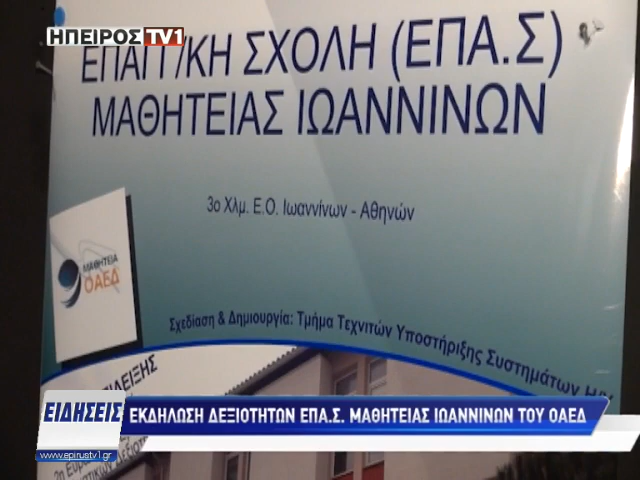 ΗΠΕΙΡΟΣ TV1
ΕΠΑΓΓ/ΚΗ ΣΧΟΛΗ (ΕΠΑ.Σ)
ΜΑΘΗΤΕΙΑΣ ΙΩΑΝΝΙΝΩΝ
3ο Χλμ. Ε.Ο. Ιωαννίνων - Αθηνών
ΜΑΘΗΤΕΙΑ
ΟΑΕΔ
Σχεδίαση & Δημιουργία: Τμήμα Τεχνιτών Υποστήριξης Συστημάτων
ΕΙΔΗΣΕΙΣ
ΕΚΔΗΛΩΣΗ ΔΕΞΙΟΤΗΤΩΝ ΕΠΑ.Σ. ΜΑΘΗΤΕΙΑΣ ΙΩΑΝΝΙΝΩΝ ΤΟΥ ΟΑΕΔ
www.epirustv1.gr